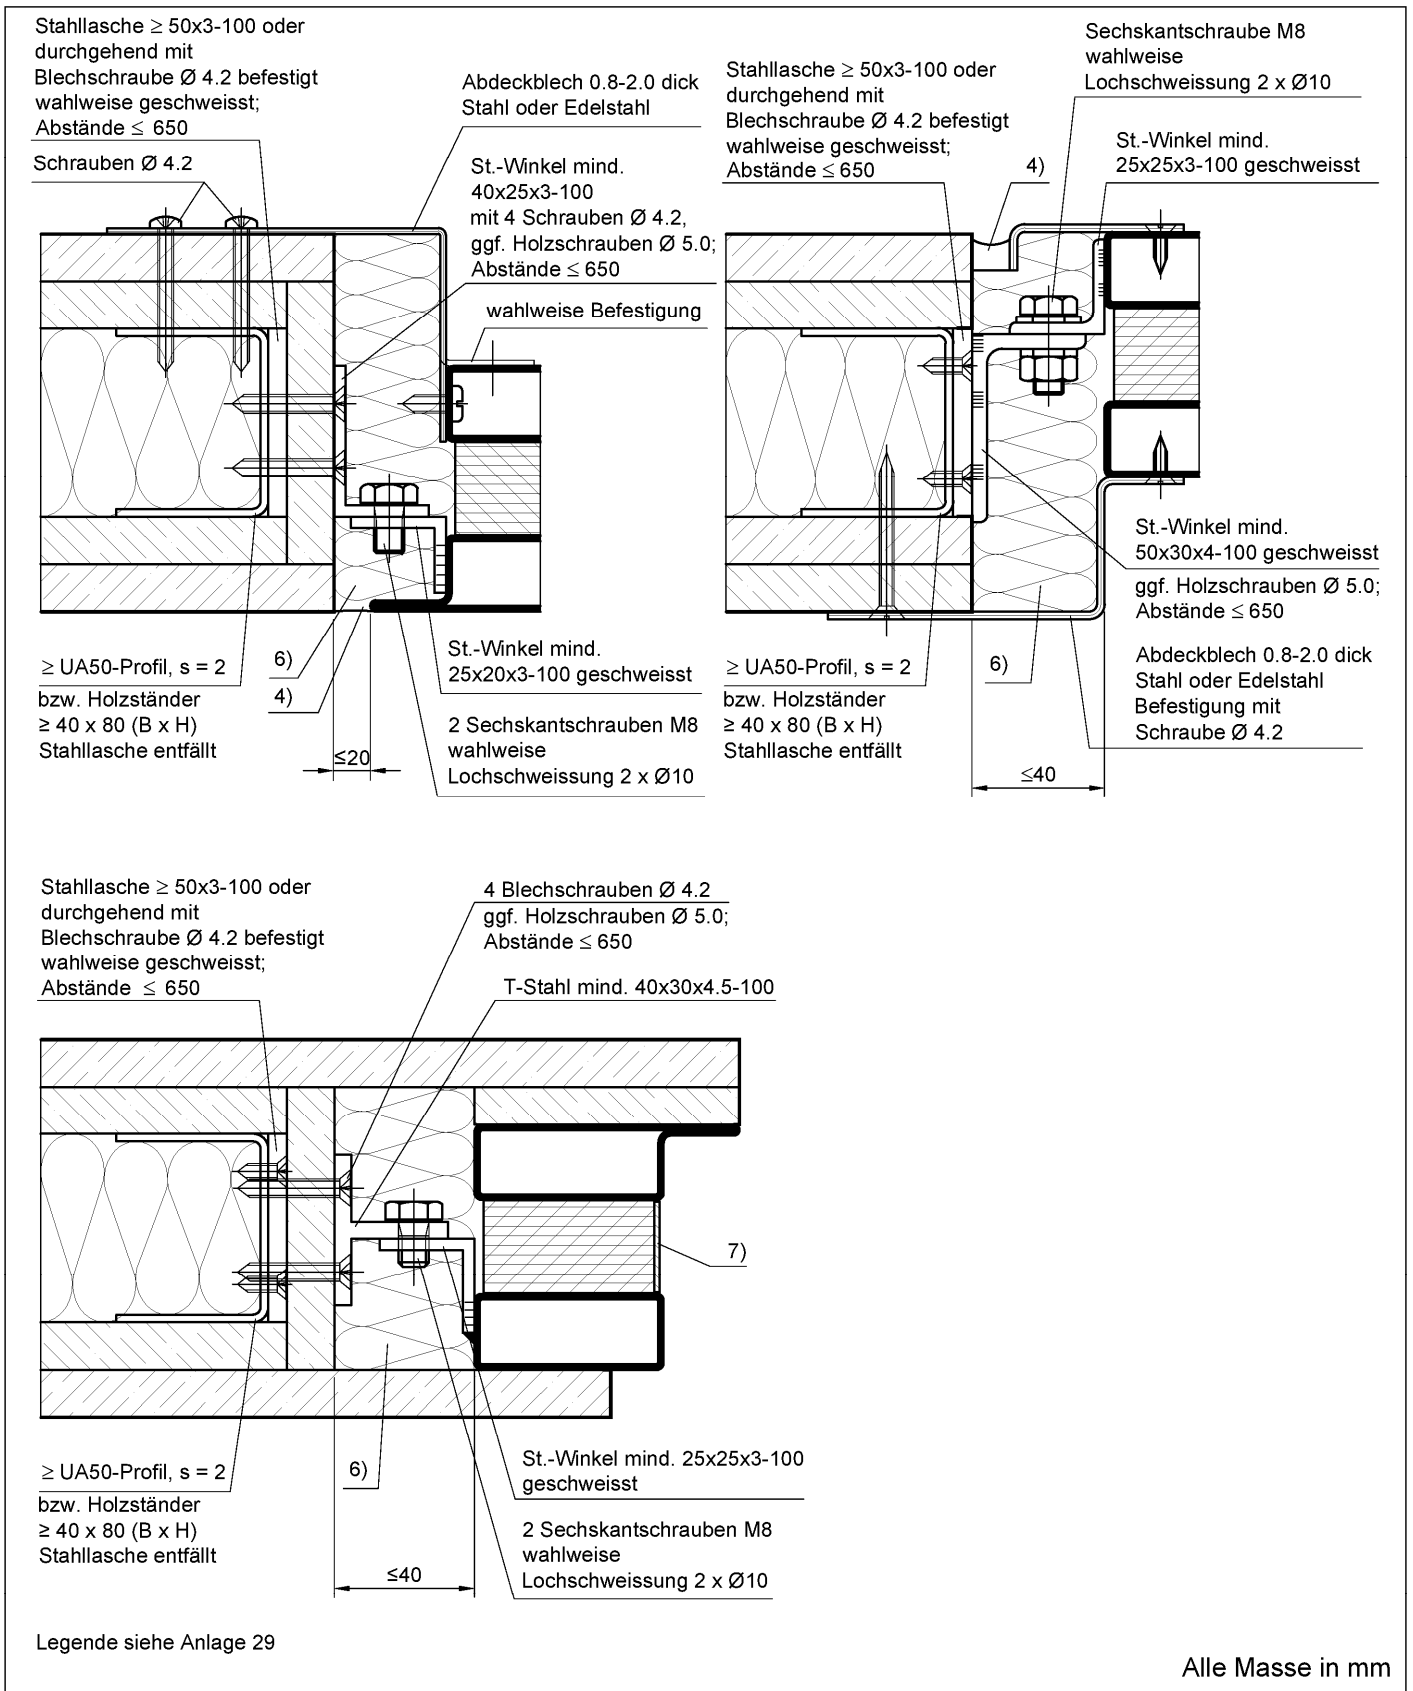 Stahllasche ≥ 50x3-100 oder
durchgehend mit
Blechschraube Ø 4.2 befestigt
wahlweise geschweisst;
Abstände ≤ 650
Schrauben Ø 4.2
Abdeckblech 0.8-2.0 dick
Stahl oder Edelstahl
St.-Winkel mind.
40x25x3-100
mit 4 Schrauben Ø 4.2,
ggf. Holzschrauben Ø 5.0;
Abstände ≤ 650
wahlweise Befestigung
≥ UA50-Profil, s = 2
bzw. Holzständer
≥ 40 x 80 (B x H)
Stahllasche entfällt
6)
4)
≤20
St.-Winkel mind.
25x20x3-100 geschweisst
2 Sechskantschrauben M8
wahlweise
Lochschweissung 2 x Ø10
Stahllasche ≥ 50x3-100 oder
durchgehend mit
Blechschraube Ø 4.2 befestigt
wahlweise geschweisst;
Abstände ≤ 650
Sechskantschraube M8
wahlweise
Lochschweissung 2 x Ø10
4)
St.-Winkel mind.
25x25x3-100 geschweisst
St.-Winkel mind.
50x30x4-100 geschweisst
ggf. Holzschrauben Ø 5.0;
Abstände ≤ 650
≥ UA50-Profil, s = 2
bzw. Holzständer
≥ 40 x 80 (B x H)
Stahllasche entfällt
6)
Abdeckblech 0.8-2.0 dick
Stahl oder Edelstahl
Befestigung mit
Schraube Ø 4.2
≤40
Stahllasche ≥ 50x3-100 oder
durchgehend mit
Blechschraube Ø 4.2 befestigt
wahlweise geschweisst;
Abstände ≤ 650
4 Blechschrauben Ø 4.2
ggf. Holzschrauben Ø 5.0;
Abstände ≤ 650
T-Stahl mind. 40x30x4.5-100
7)
≥ UA50-Profil, s = 2
bzw. Holzständer
≥ 40 x 80 (B x H)
Stahllasche entfällt
6)
St.-Winkel mind. 25x25x3-100
geschweisst
2 Sechskantschrauben M8
wahlweise
Lochschweissung 2 x Ø10
≤40
Legende siehe Anlage 29
Alle Masse in mm